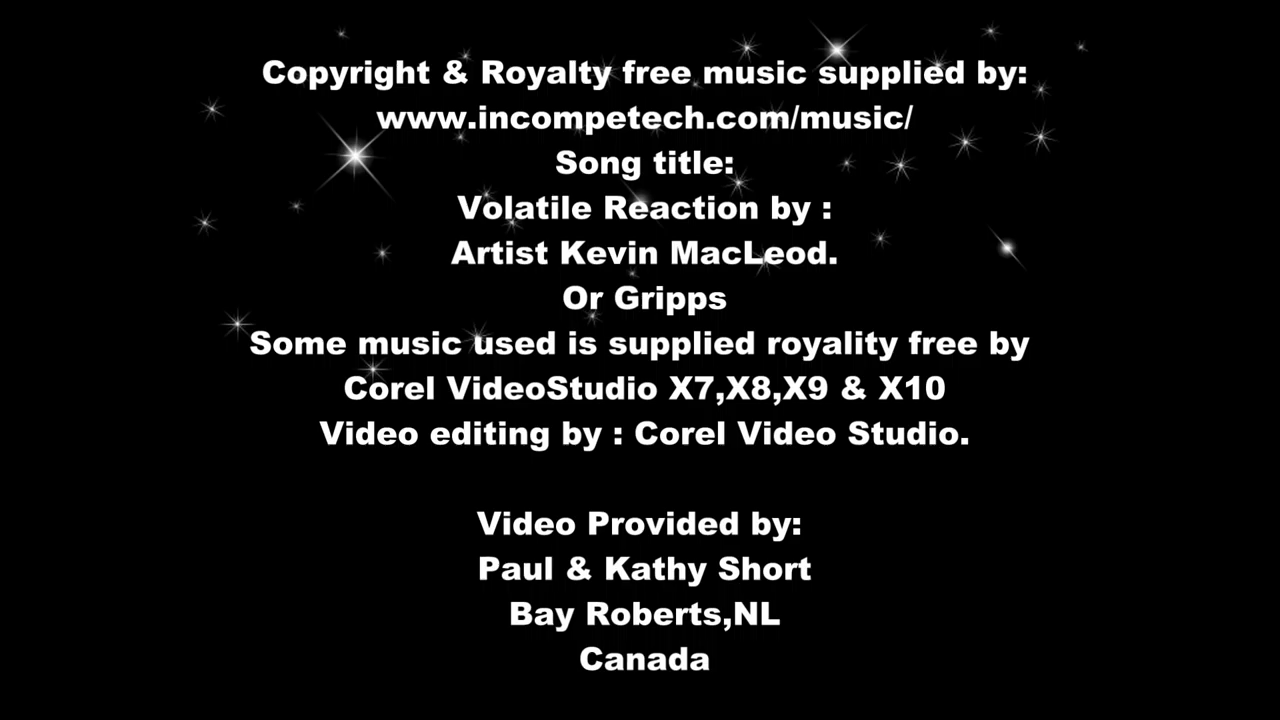 Copyright & Royalty free music supplied by:
www.incompetech.com/music/
Song title:
Volatile Reaction by :
Artist Kevin MacLeod.
Or Gripps
Some music used is supplied royality free by
Corel VideoStudio X7,X8,X9 & X10
Video editing by : Corel Video Studio.
Video Provided by:
Paul & Kathy Short
Bay Roberts,NL
Canada